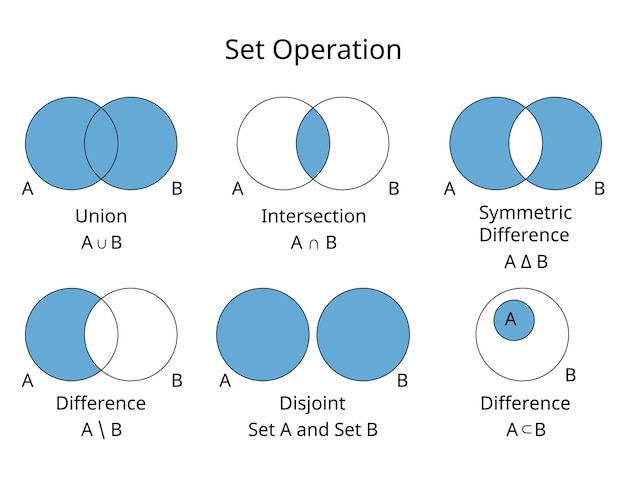 Set Operation
A B
Union
A ∪ B
A B
Intersection
A ∩ B
A B
Symmetric
Difference
A Δ B
A B
Difference
A \ B
A B
Disjoint
Set A and Set B
A
B
Difference
A ⊂ B